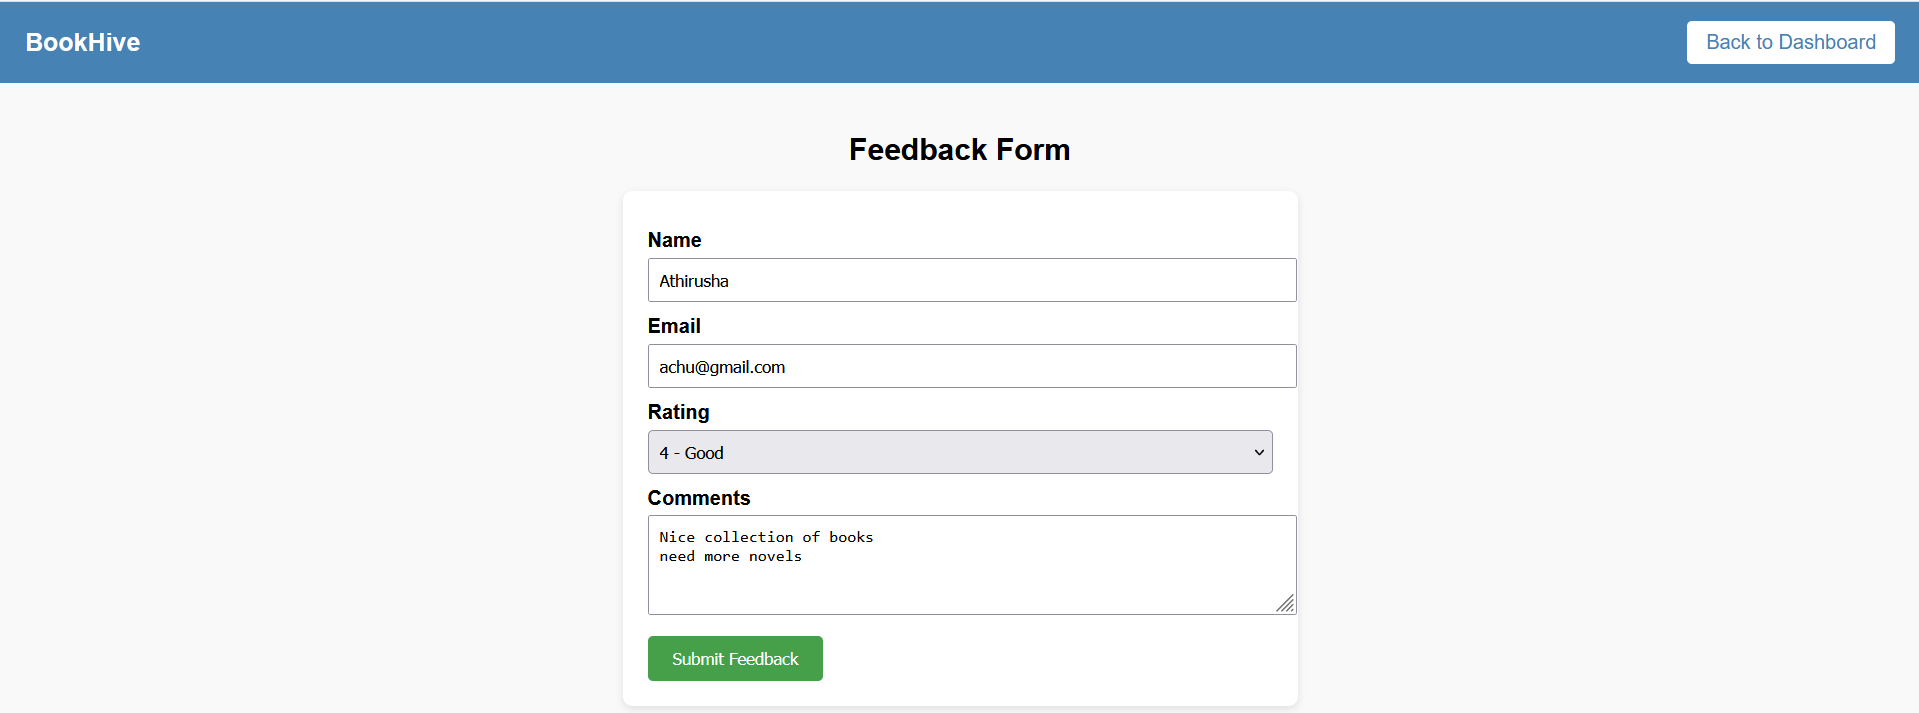 BookHive
Back to Dashboard
Feedback Form
Name
Athirusha
Email
achu@gmail.com
Rating
4 - Good
Comments
Nice collection of books
need more novels
Submit Feedback